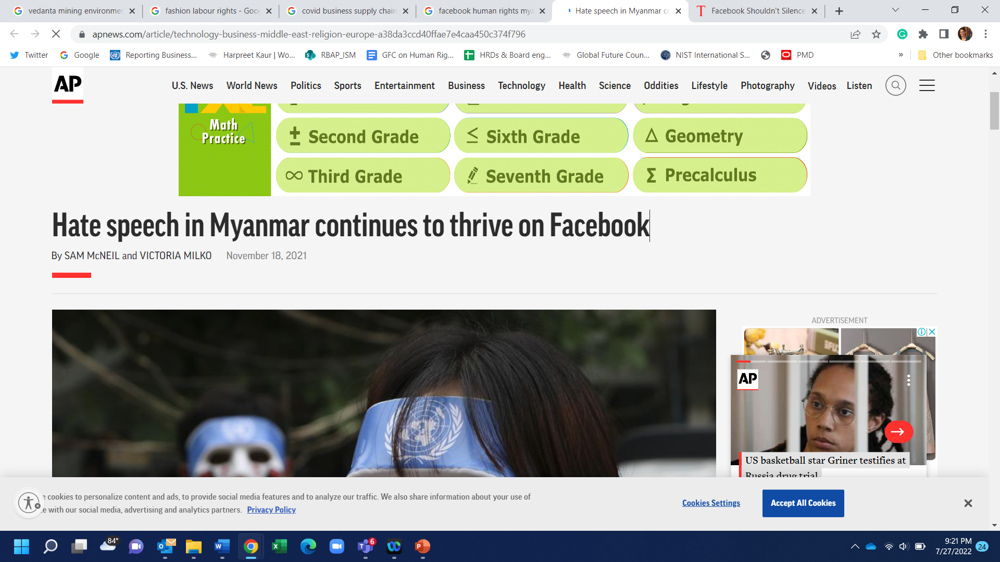 vedanta mining environmer
fashion labour rights - Goo
covid business supply chain
facebook human rights mya
Hate speech in Myanmar co
Facebook Shouldn't Silence
apnews.com/article/technology-business-middle-east-religion-europe-a38da3ccd40ffae7e4caa450c374f796
Twitter
Google
Reporting Business...
Harpreet Kaur | Wo...
RBAP_ISM
GFC on Human Rig...
HRDs & Board eng...
Global Future Coun...
NIST International S...
PMD
»
Other bookmarks
AP
U.S. News
World News
Politics
Sports
Entertainment
Business
Technology
Health
Science
Oddities
Lifestyle
Photography
Videos
Listen
Math
Practice
± Second Grade
≤ Sixth Grade
Δ Geometry
∞ Third Grade
Seventh Grade
Σ Precalculus
Hate speech in Myanmar continues to thrive on Facebook
By SAM McNEIL and VICTORIA MILKO
November 18, 2021
ADVERTISEMENT
AP
US basketball star Griner testifies at
Russia drug trial
cookies to personalize content and ads, to provide social media features and to analyze our traffic. We also share information about your use of
with our social media, advertising and analytics partners. Privacy Policy
Cookies Settings
Accept All Cookies
84°
6
9:21 PM
7/27/2022
24